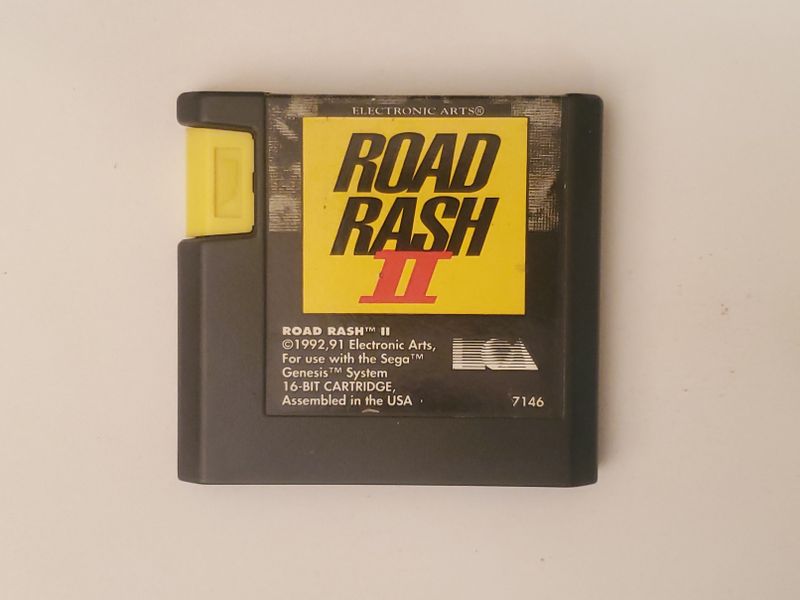 ELECTRONIC ARTS®
ROAD
RASH
II
ROAD RASH™ II
©1992,91 Electronic Arts,
For use with the Sega™
Genesis™ System
16-BIT CARTRIDGE,
Assembled in the USA
EA
7146